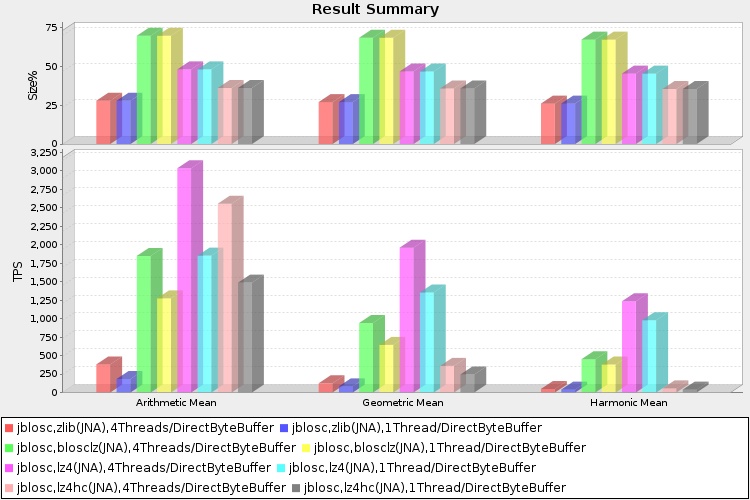 Result Summary
75
50
25
0
Size%
3,250
3,000
2,750
2,500
2,250
2,000
1,750
1,500
1,250
1,000
750
500
250
0
TPS
Arithmetic Mean Geometric Mean Harmonic Mean
jblosc,zlib(JNA),4Threads/DirectByteBuffer jblosc,zlib(JNA),1Thread/DirectByteBuffer
jblosc,blosclz(JNA),4Threads/DirectByteBuffer jblosc,blosclz(JNA),1Thread/DirectByteBuffer
jblosc,lz4(JNA),4Threads/DirectByteBuffer jblosc,lz4(JNA),1Thread/DirectByteBuffer
jblosc,lz4hc(JNA),4Threads/DirectByteBuffer jblosc,lz4hc(JNA),1Thread/DirectByteBuffer